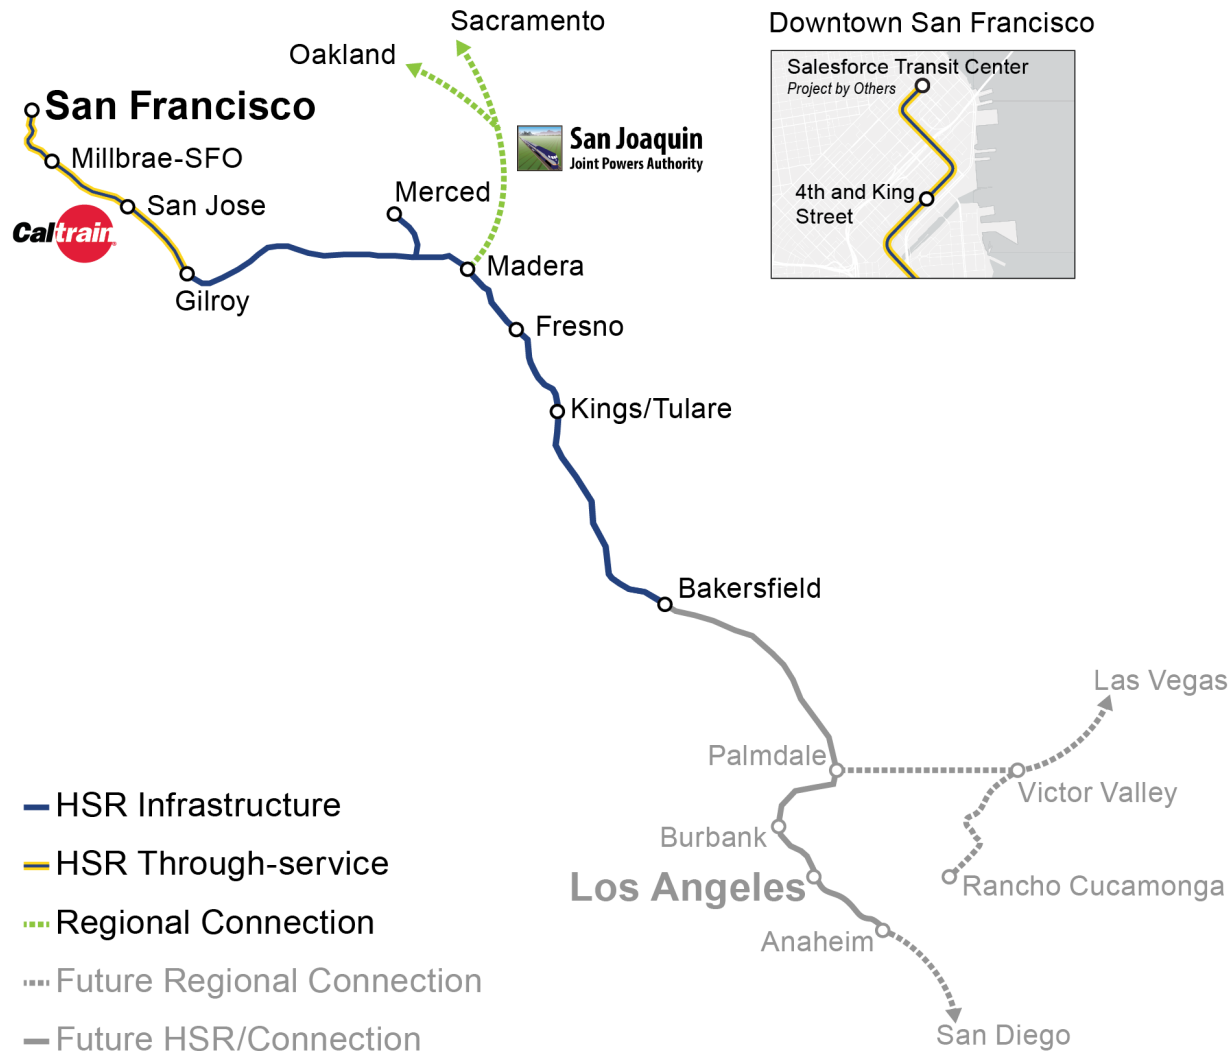 Sacramento
Downtown San Francisco
Oakland
Salesforce Transit Center
Project by Others
San Francisco
San Joaquin
Joint Powers Authority
Millbrae-SFO
Merced
4th and King
Street
San Jose
Caltrain
Madera
Gilroy
Fresno
Kings/Tulare
Bakersfield
Las Vegas
Palmdale
Victor Valley
HSR Infrastructure
Burbank
HSR Through-service
Los Angeles
Rancho Cucamonga
Regional Connection
Anaheim
Future Regional Connection
San Diego
Future HSR/Connection